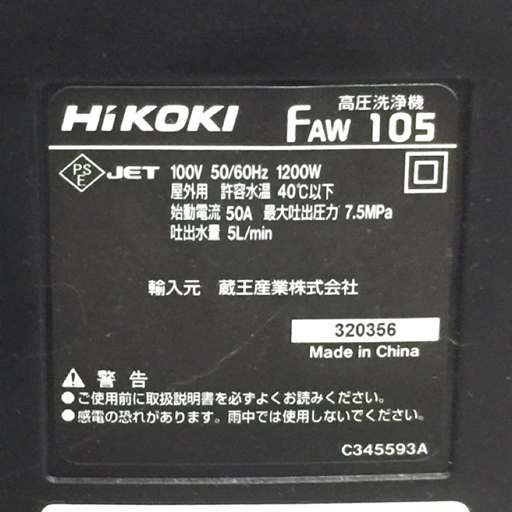 HiKOKI
高圧洗浄機
FAW 105
PSE JET 100V 50/60Hz 1200W
屋外用 許容水温 40℃以下
始動電流 50A 最大吐出圧力 7.5MPa
吐出水量 5L/min
輸入元 蔵王産業株式会社
320356
Made in China
⚠ 警告
●ご使用前に取扱説明書を必ずよくお読みください。
●感電の恐れがあります。雨中では使用しないでください。
C345593A